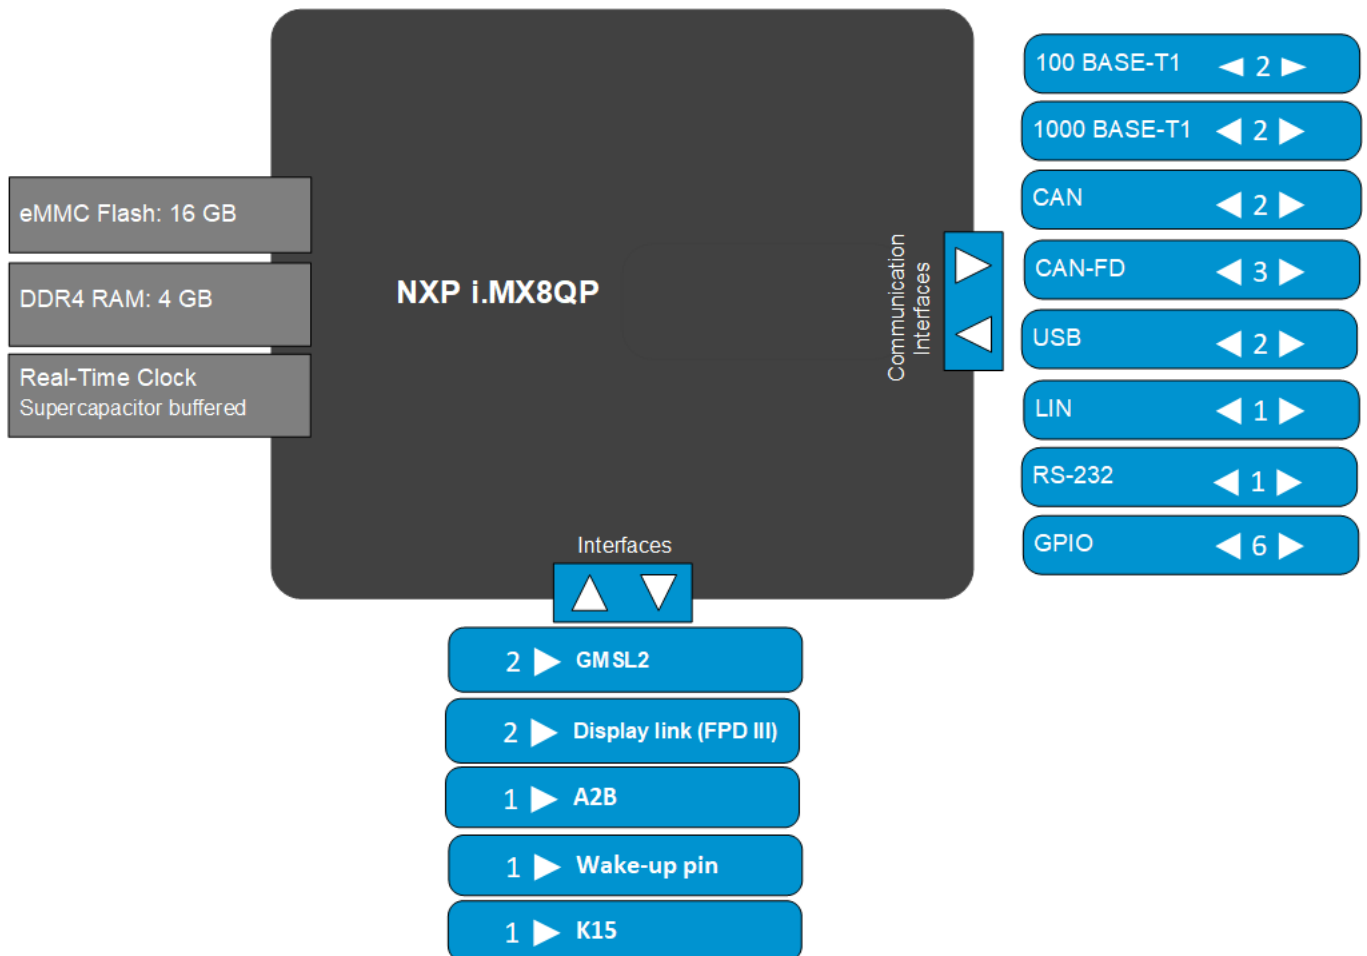 eMMC Flash: 16 GB
DDR4 RAM: 4 GB
Real-Time Clock
Supercapacitor buffered
NXP i.MX8QP
Communication
Interfaces
100 BASE-T1 2
1000 BASE-T1 2
CAN 2
CAN-FD 3
USB 2
LIN 1
RS-232 1
GPIO 6
Interfaces
2 GMSL2
2 Display link (FPD III)
1 A2B
1 Wake-up pin
1 K15